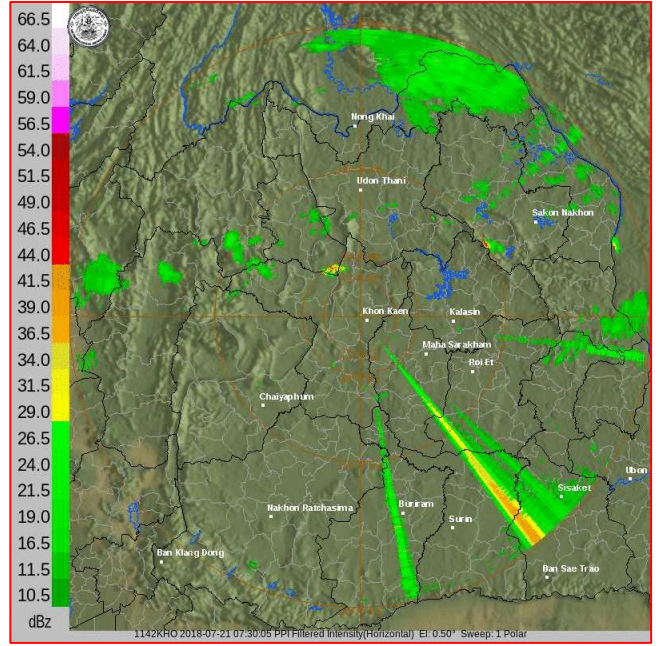 66.5
64.0
61.5
59.0
56.5
54.0
51.5
49.0
46.5
44.0
41.5
39.0
36.5
34.0
31.5
29.0
26.5
24.0
21.5
19.0
16.5
11.5
10.5
dBz
Nong Khai
Udon Thani
Sakon Nakhon
Khon Kaen
Kalasin
Maha Sarakham
Roi Et
Chaiyaphum
Ubon
Sisaket
Buriram
Nakhon Ratchasima
Surin
Ban Klang Dong
Ban Sae Trao
1142KHO 2018-07-21 07:30:05 PPI Filtered Intensity(Horizontal) El: 0.50° Sweep: 1 Polar